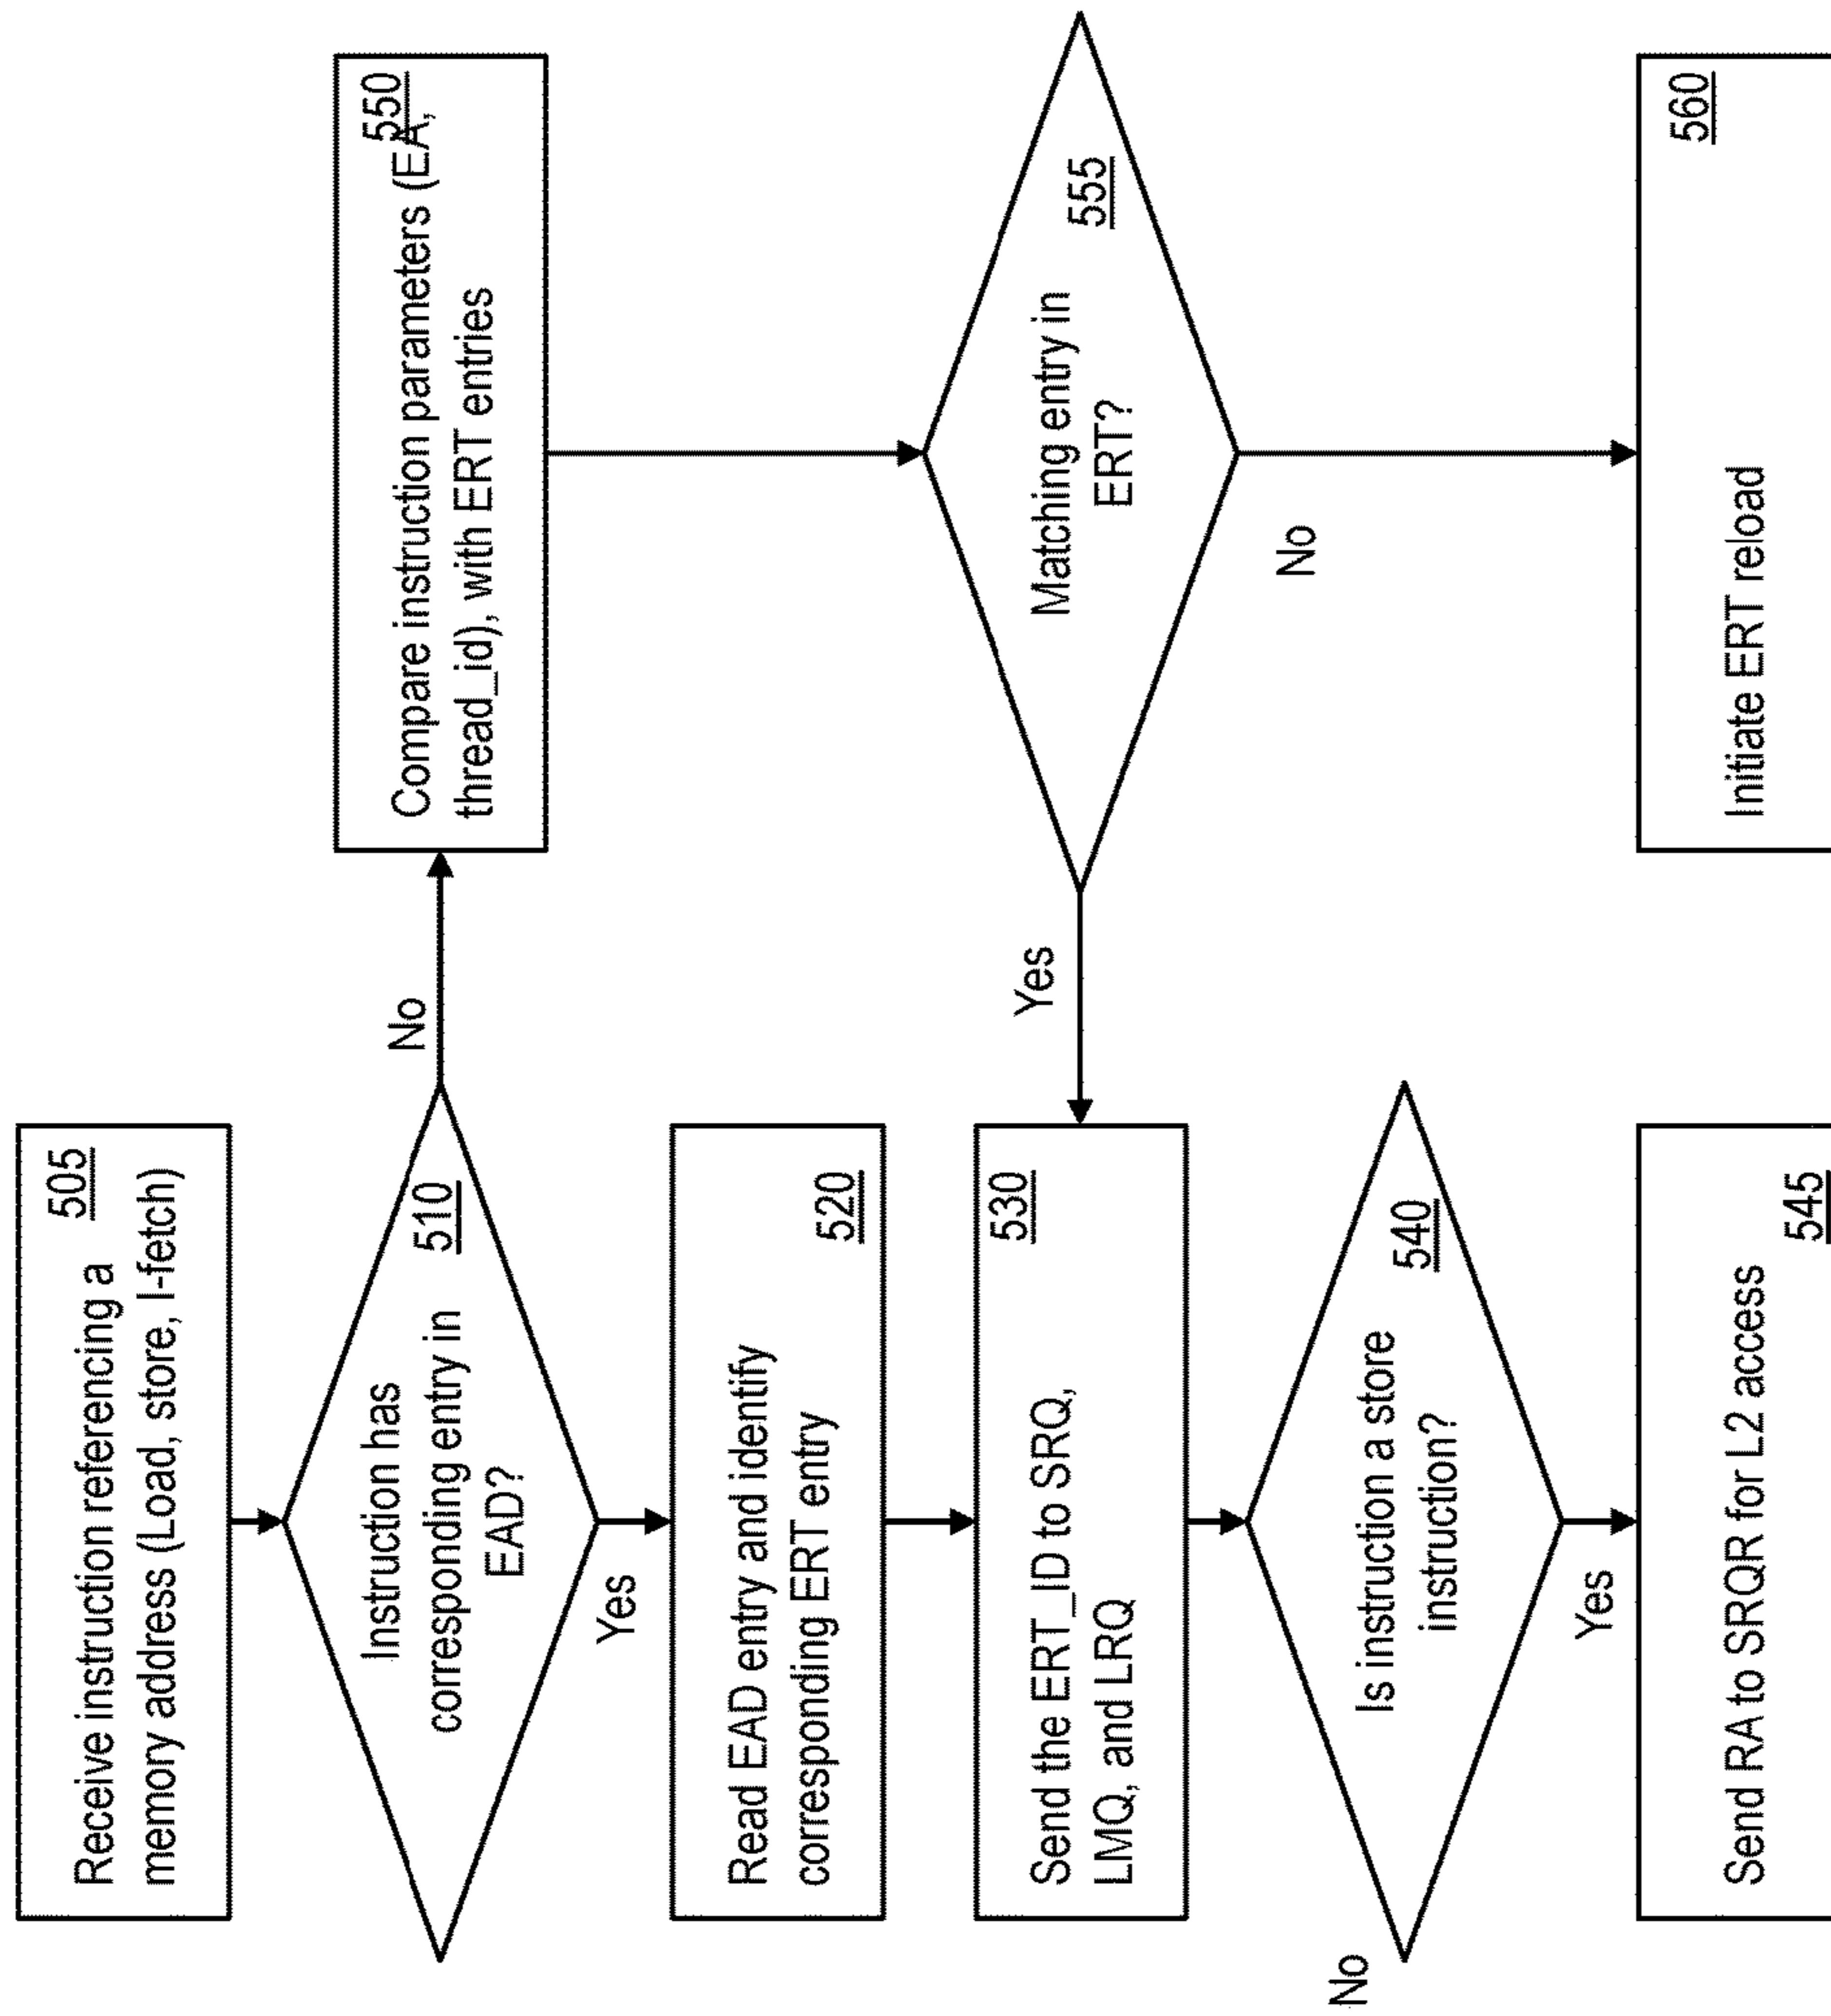 505
Receive instruction referencing a
memory address (Load, store, I-fetch)
510
Instruction has
corresponding entry in
EAD?
No
Yes
550
Compare instruction parameters (EA,
thread_id), with ERT entries
520
Read EAD entry and identify
corresponding ERT entry
530
Send the ERT_ID to SRQ,
LMQ, and LRQ
Yes
555
Matching entry in
ERT?
No
540
Is instruction a store
instruction?
No
Yes
545
Send RA to SRQR for L2 access
560
Initiate ERT reload